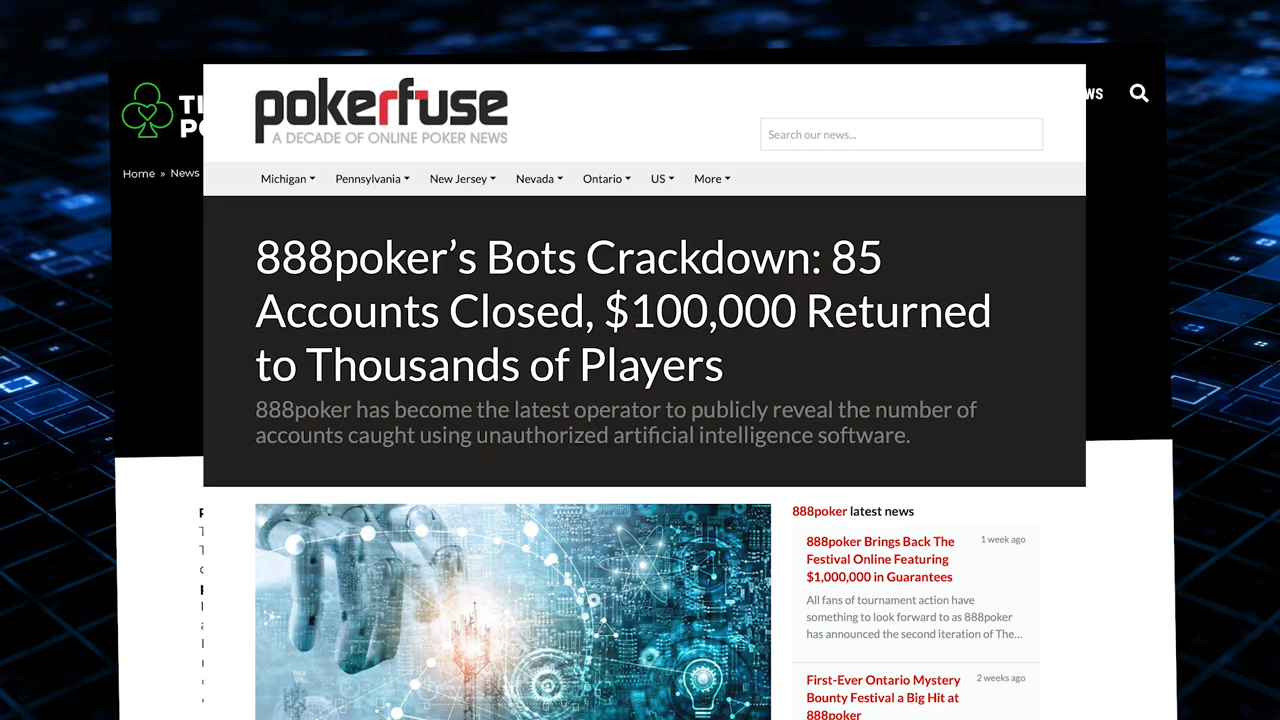 pokerfuse
A DECADE OF ONLINE POKER NEWS
Search our news...
Home » News
Michigan
Pennsylvania
New Jersey
Nevada
Ontario
US
More
888poker’s Bots Crackdown: 85
Accounts Closed, $100,000 Returned
to Thousands of Players
888poker has become the latest operator to publicly reveal the number of
accounts caught using unauthorized artificial intelligence software.
888poker latest news
888poker Brings Back The
Festival Online Featuring
$1,000,000 in Guarantees
1 week ago
All fans of tournament action have
something to look forward to as 888poker
has announced the second iteration of The...
First-Ever Ontario Mystery
Bounty Festival a Big Hit at
888poker
2 weeks ago